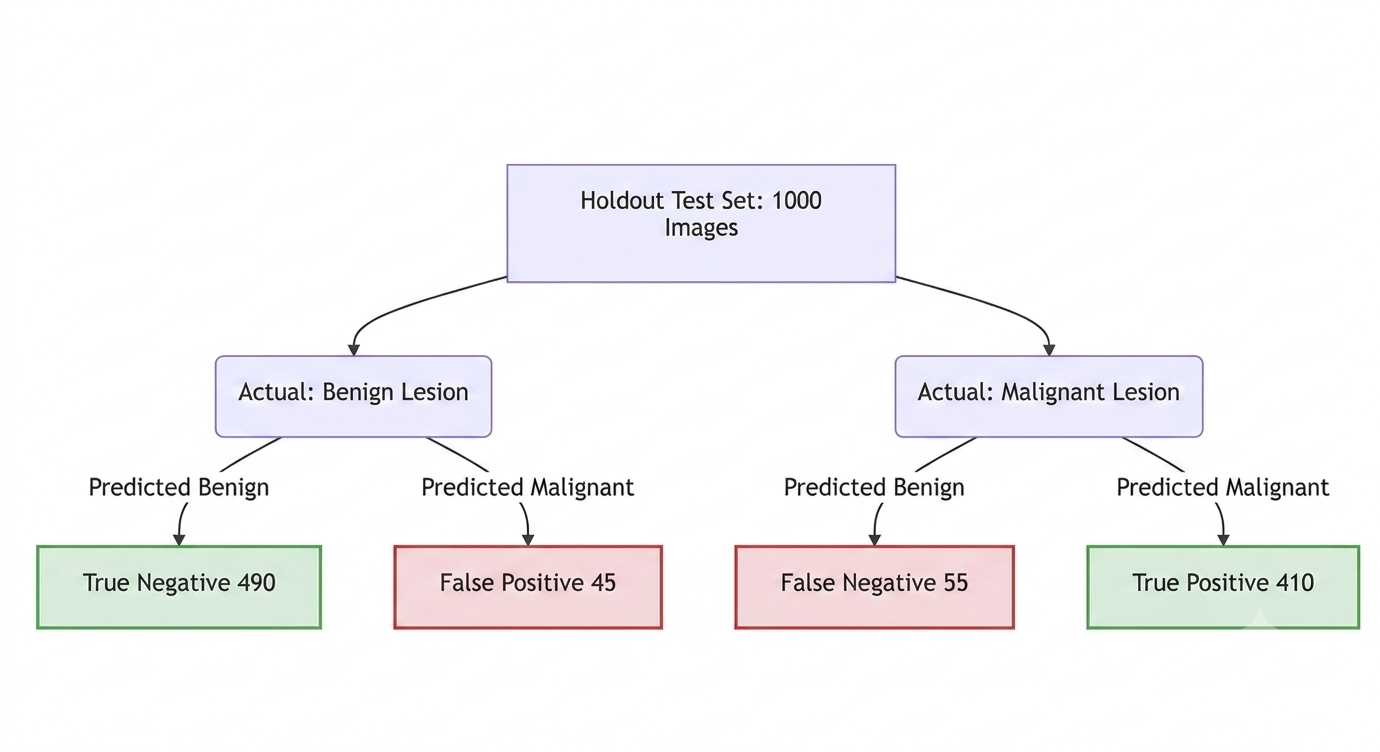 Holdout Test Set: 1000
Images
Actual: Benign Lesion
Actual: Malignant Lesion
Predicted Benign
Predicted Malignant
Predicted Benign
Predicted Malignant
True Negative 490
False Positive 45
False Negative 55
True Positive 410